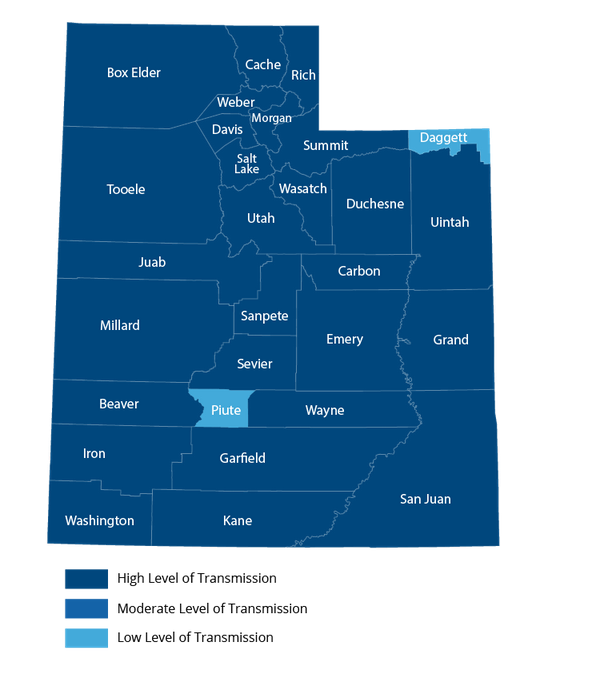 Cache
Box Elder
Rich
Weber
Morgan
Davis
Summit
Daggett
Salt
Lake
Tooele
Wasatch
Duchesne
Utah
Uintah
Juab
Carbon
Sanpete
Millard
Emery
Grand
Sevier
Beaver
Piute
Wayne
Iron
Garfield
San Juan
Washington
Kane
High Level of Transmission
Moderate Level of Transmission
Low Level of Transmission